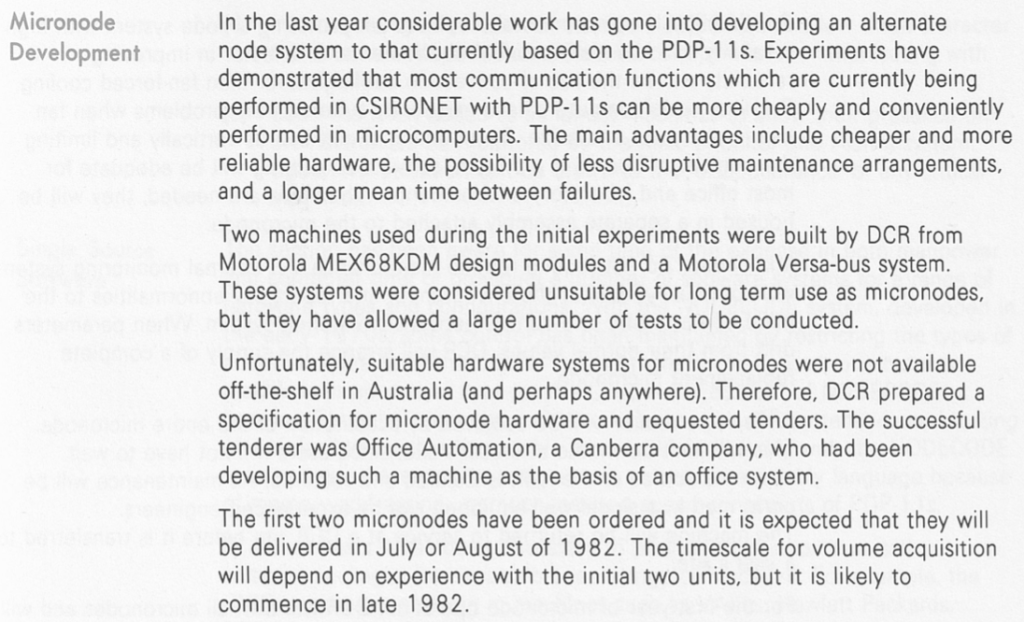 Micronode
Development
In the last year considerable work has gone into developing an alternate
node system to that currently based on the PDP-11s. Experiments have
demonstrated that most communication functions which are currently being
performed in CSIRONET with PDP-11s can be more cheaply and conveniently
performed in microcomputers. The main advantages include cheaper and more
reliable hardware, the possibility of less disruptive maintenance arrangements,
and a longer mean time between failures.
Two machines used during the initial experiments were built by DCR from
Motorola MEX68KDM design modules and a Motorola Versa-bus system.
These systems were considered unsuitable for long term use as micronodes,
but they have allowed a large number of tests to be conducted.
Unfortunately, suitable hardware systems for micronodes were not available
off-the-shelf in Australia (and perhaps anywhere). Therefore, DCR prepared a
specification for micronode hardware and requested tenders. The successful
tenderer was Office Automation, a Canberra company, who had been
developing such a machine as the basis of an office system.
The first two micronodes have been ordered and it is expected that they will
be delivered in July or August of 1982. The timescale for volume acquisition
will depend on experience with the initial two units, but it is likely to
commence in late 1982.